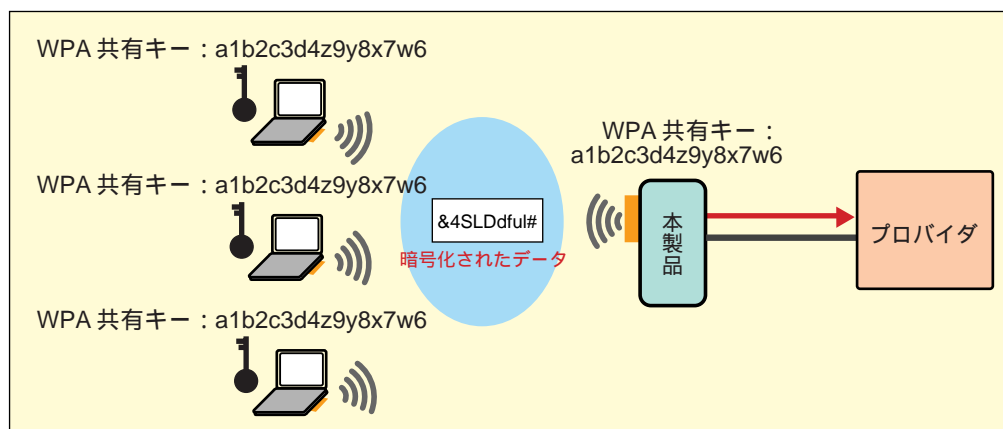 WPA 共有キー：a1b2c3d4z9y8x7w6
WPA 共有キー：a1b2c3d4z9y8x7w6
WPA 共有キー：a1b2c3d4z9y8x7w6
&4SLDdful#
暗号化されたデータ
WPA 共有キー：
a1b2c3d4z9y8x7w6
本製品
プロバイダ